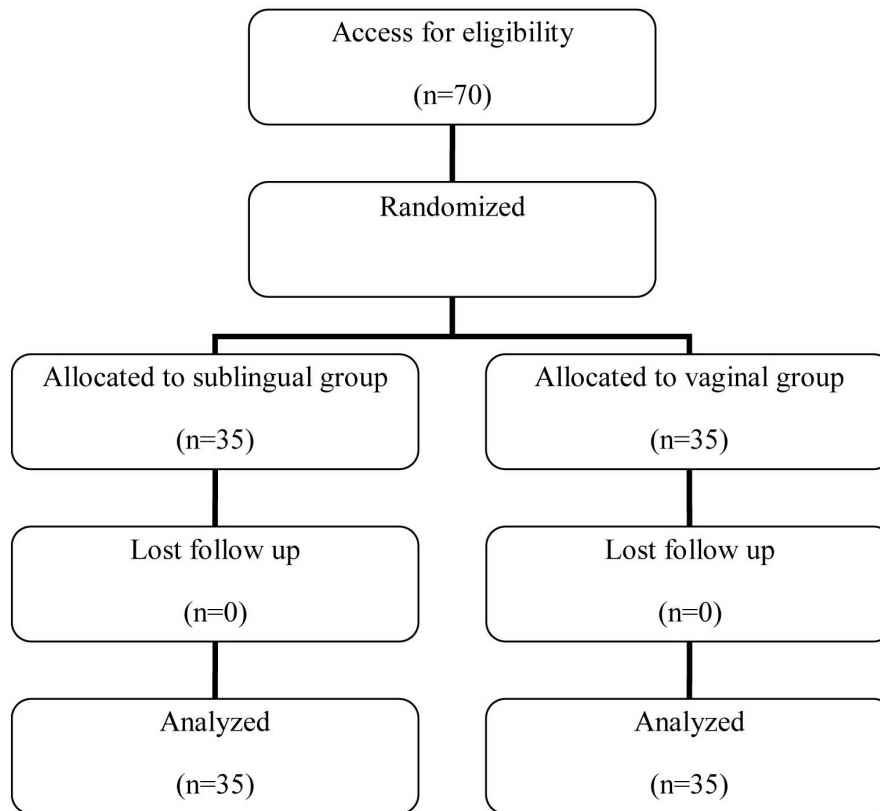 Access for eligibility
(n=70)
Randomized
Allocated to sublingual group
(n=35)
Allocated to vaginal group
(n=35)
Lost follow up
(n=0)
Lost follow up
(n=0)
Analyzed
(n=35)
Analyzed
(n=35)